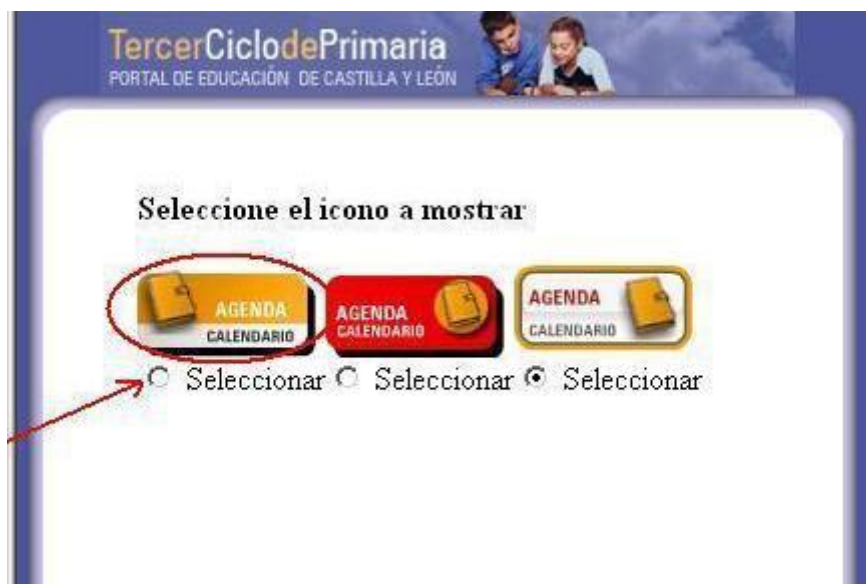 TercerCiclodePrimaria
PORTAL DE EDUCACIÓN DE CASTILLA Y LEÓN
Seleccione el icono a mostrar
AGENDA
CALENDARIO
AGENDA
CALENDARIO
AGENDA
CALENDARIO
Seleccionar Seleccionar Seleccionar